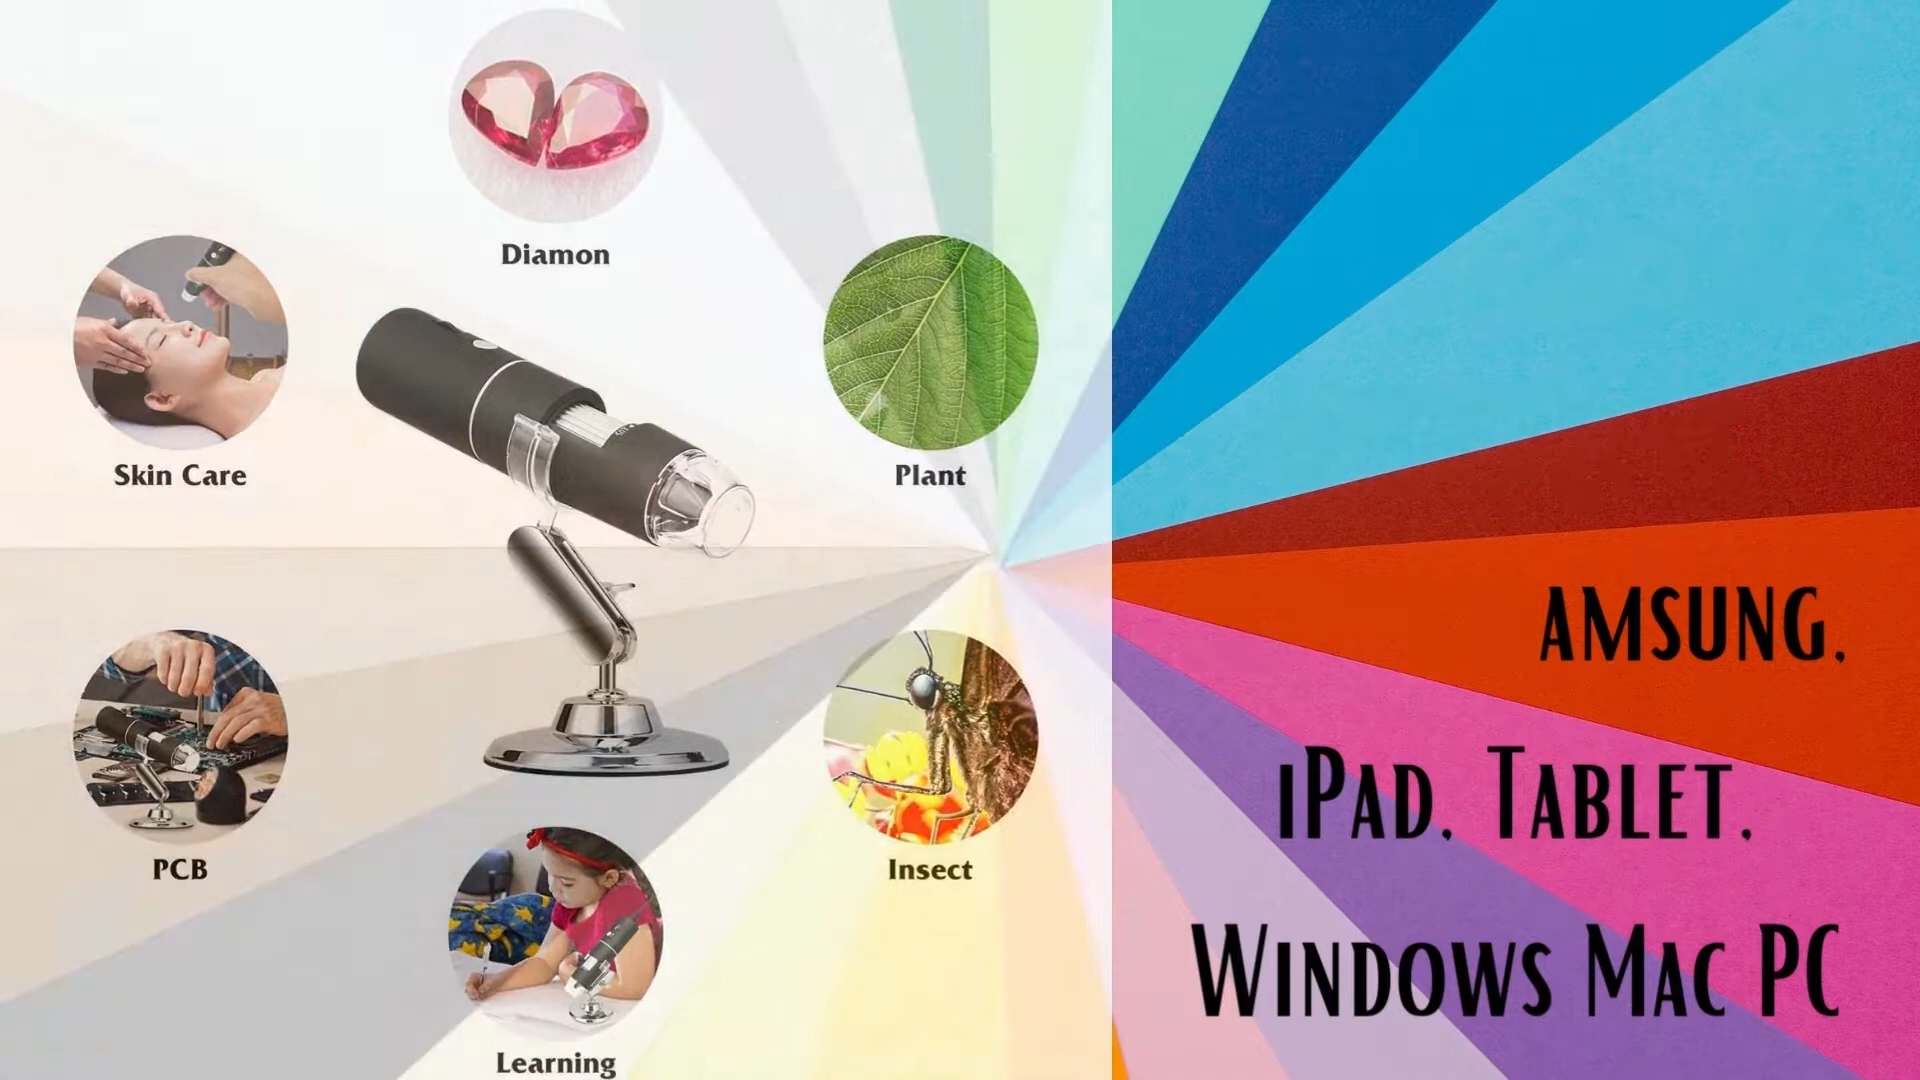 Diamon
Skin Care
Plant
PCB
Insect
Learning
AMSUNG,
iPad, Tablet,
Windows Mac PC